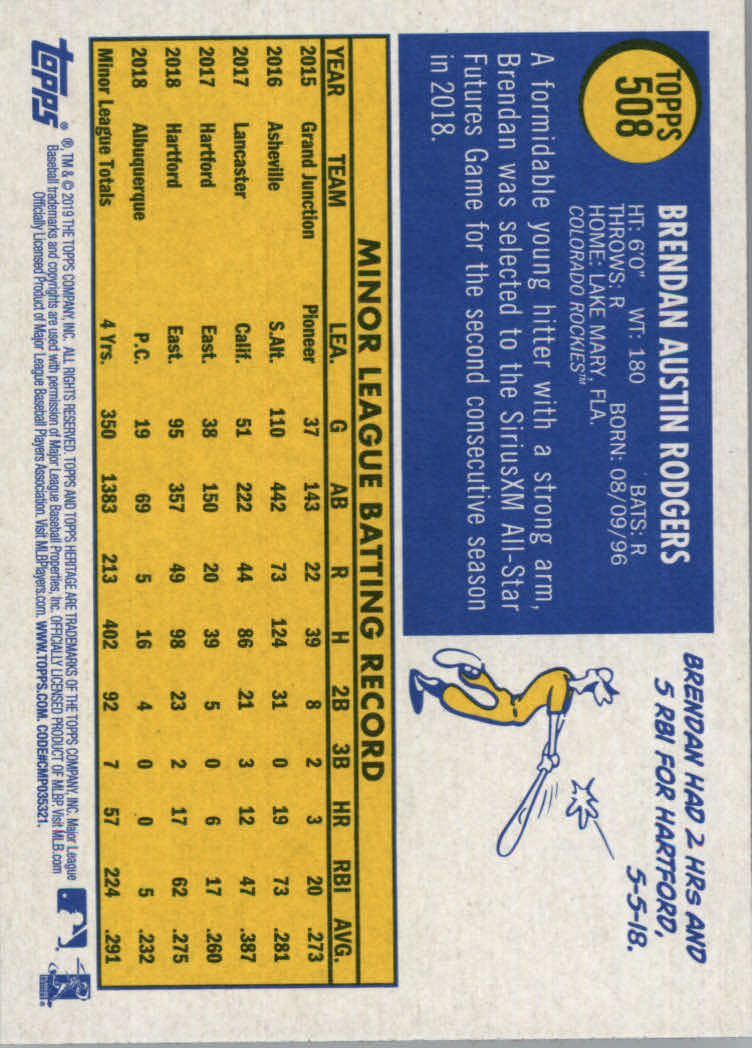 TOPPS
508
BRENDAN AUSTIN RODGERS
HT: 6'0" WT: 180 BATS: R
THROWS: R BORN: 08/09/96
HOME: LAKE MARY, FLA.
COLORADO ROCKIES™
A formidable young hitter with a strong arm,
Brendan was selected to the SiriusXM All-Star
Futures Game for the second consecutive season
in 2018.
BRENDAN HAD 2 HRs AND
5 RBI FOR HARTFORD,
5-5-18.
MINOR LEAGUE BATTING RECORD
YEAR TEAM LEA. G AB R H 2B 3B HR RBI AVG.
2015 Grand Junction Pioneer 37 143 22 39 8 2 3 20 .273
2016 Asheville S.Atl. 110 442 73 124 31 0 19 73 .281
2017 Lancaster Calif. 51 222 44 86 21 3 12 47 .387
2017 Hartford East. 38 150 20 39 5 0 6 17 .260
2018 Hartford East. 95 357 49 98 23 2 17 62 .275
2018 Albuquerque P.C. 19 69 5 16 4 0 0 5 .232
Minor League Totals 4 Yrs. 350 1383 213 402 92 7 57 224 .291
topps®
®, TM & © 2019 THE TOPPS COMPANY, INC. ALL RIGHTS RESERVED. TOPPS AND TOPPS HERITAGE ARE TRADEMARKS OF THE TOPPS COMPANY, INC. Major League
Baseball trademarks and copyrights are used with permission of Major League Baseball Properties, Inc. OFFICIALLY LICENSED PRODUCT OF MLBP. Visit MLB.com
Officially Licensed Product of Major League Baseball Players Association. Visit MLBPlayers.com. WWW.TOPPS.COM. CODE#CMP035321.